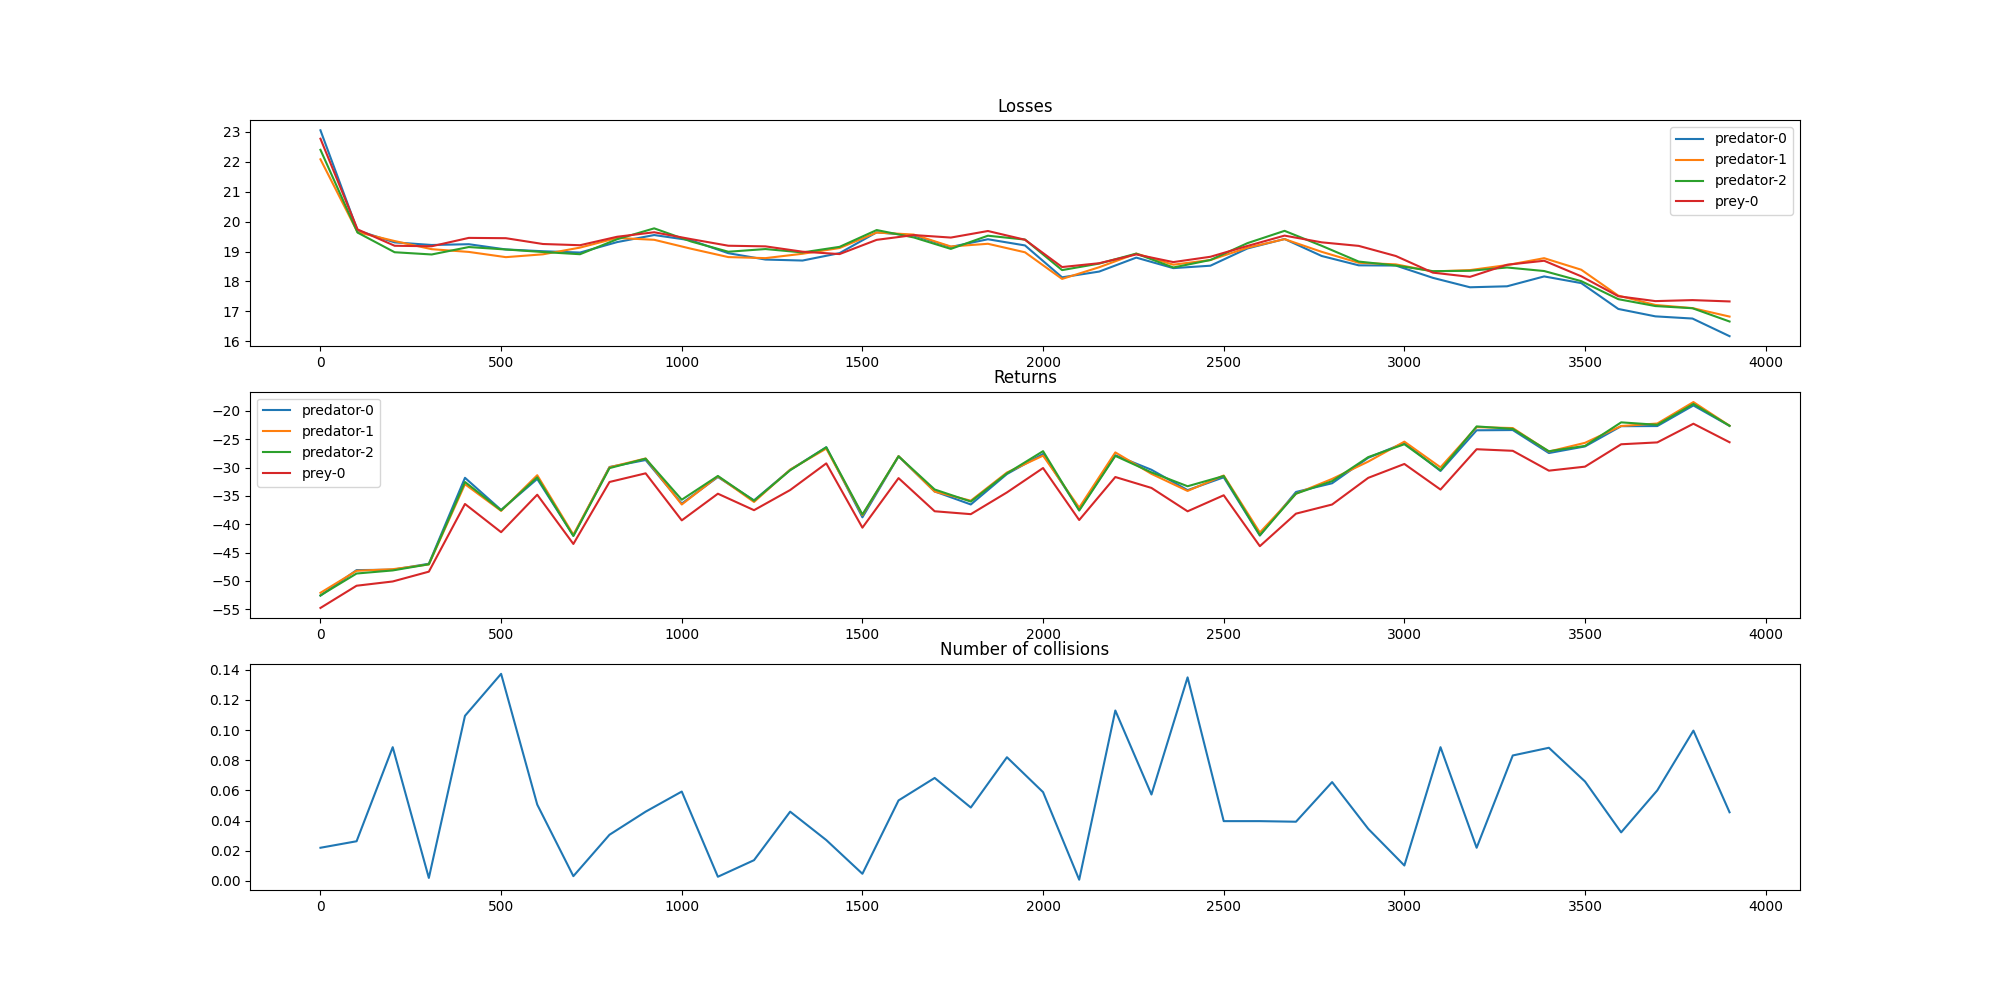 Losses
23
22
21
20
19
18
17
16
predator-0
predator-1
predator-2
prey-0
0 500 1000 1500 2000 2500 3000 3500 4000
Returns
−20
−25
−30
−35
−40
−45
−50
−55
predator-0
predator-1
predator-2
prey-0
0 500 1000 1500 2000 2500 3000 3500 4000
Number of collisions
0.14
0.12
0.10
0.08
0.06
0.04
0.02
0.00
0 500 1000 1500 2000 2500 3000 3500 4000